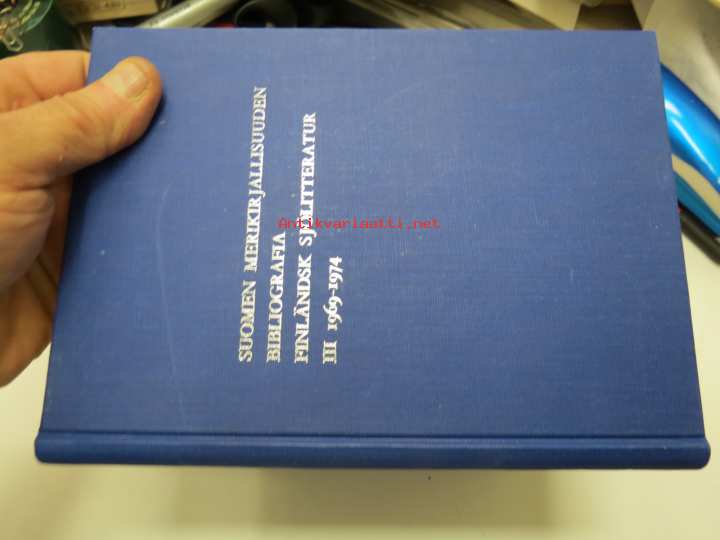 SUOMEN MERIKIRJALLISUUDEN
BIBLIOGRAFIA
FINLÄNDSK SJÖLITTERATUR
III 1969-1974
Antikvariaatti.net